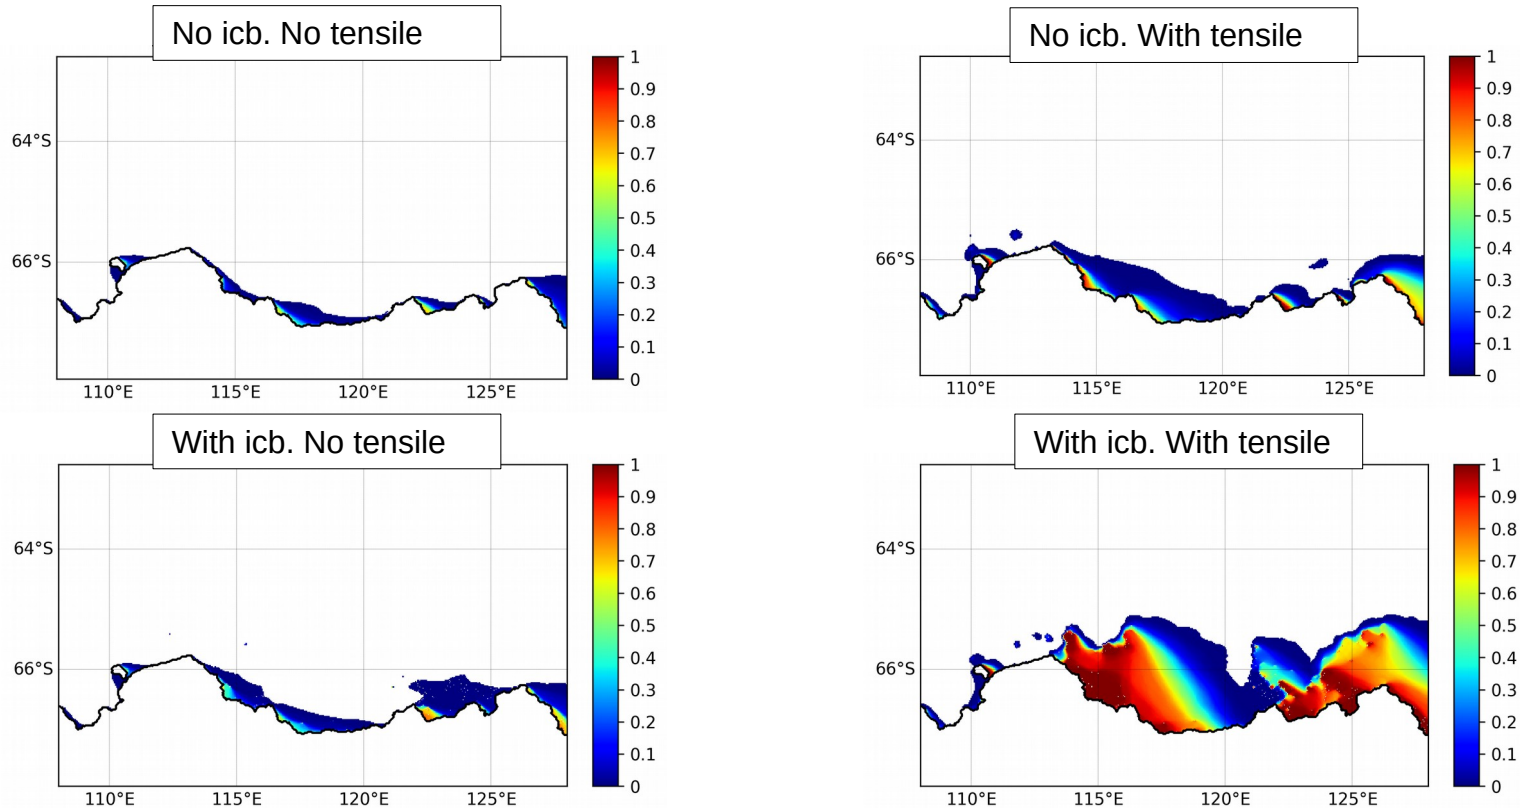 No icb. No tensile
1
0.9
0.8
0.7
0.6
0.5
0.4
0.3
0.2
0.1
0
64°S
66°S
110°E 115°E 120°E 125°E
No icb. With tensile
1
0.9
0.8
0.7
0.6
0.5
0.4
0.3
0.2
0.1
0
64°S
66°S
110°E 115°E 120°E 125°E
With icb. No tensile
1
0.9
0.8
0.7
0.6
0.5
0.4
0.3
0.2
0.1
0
64°S
66°S
110°E 115°E 120°E 125°E
With icb. With tensile
1
0.9
0.8
0.7
0.6
0.5
0.4
0.3
0.2
0.1
0
64°S
66°S
110°E 115°E 120°E 125°E